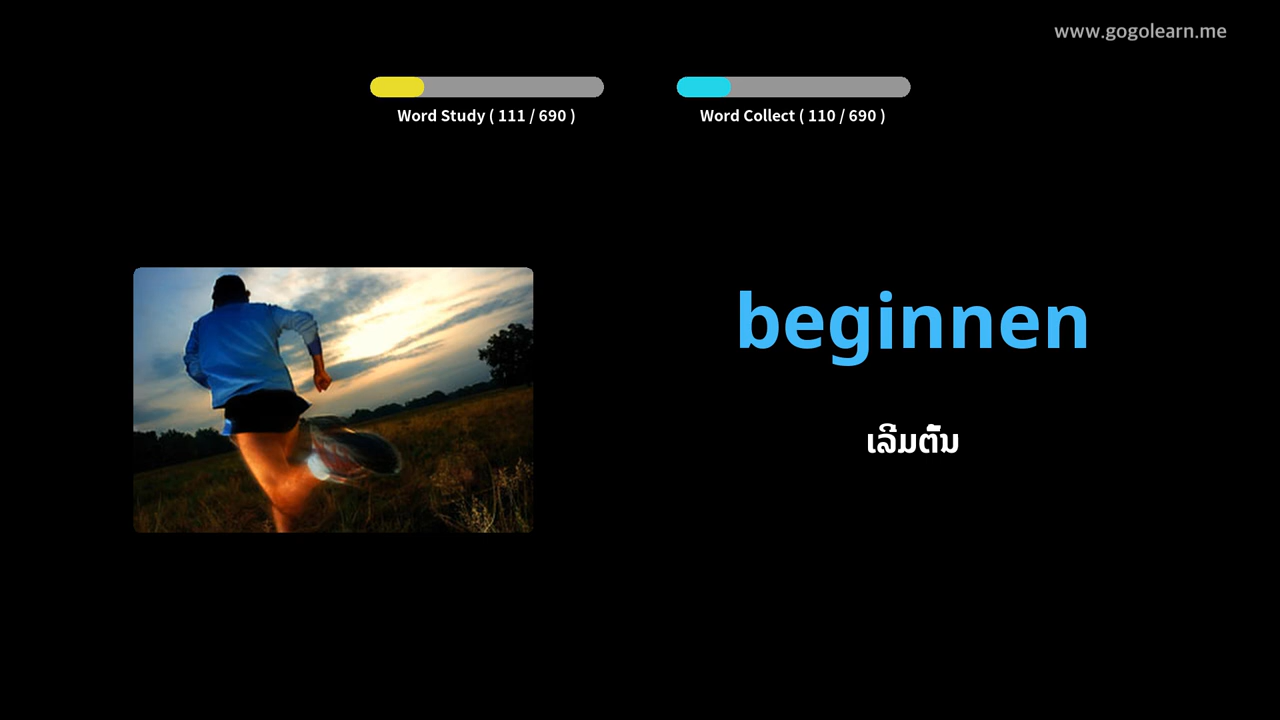 www.gogolearn.me
Word Study ( 111 / 690 )
Word Collect ( 110 / 690 )
beginnen
ເລີ່ມຕົ້ນ